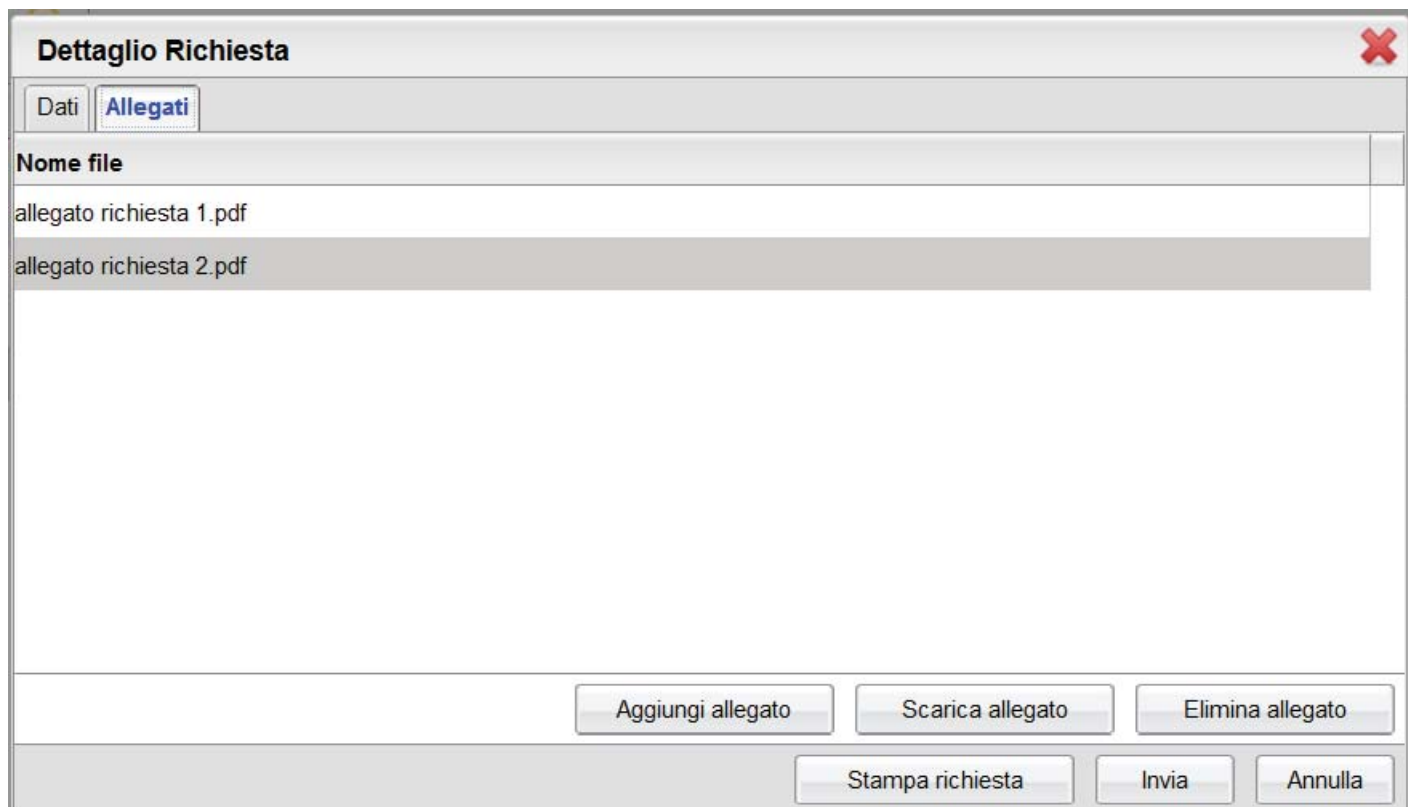 Dettaglio Richiesta
Dati Allegati
Nome file
allegato richiesta 1.pdf
allegato richiesta 2.pdf
Aggiungi allegato Scarica allegato Elimina allegato
Stampa richiesta Invia Annulla